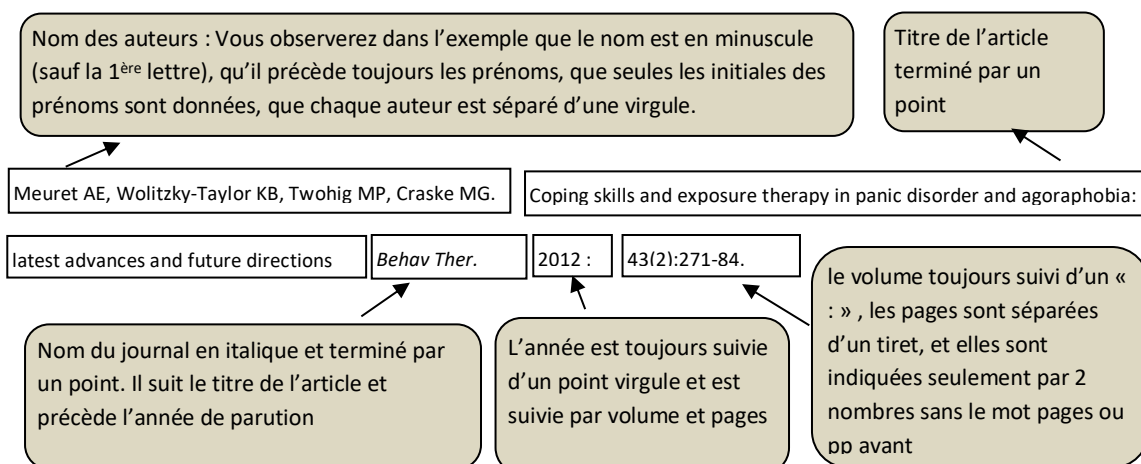 Nom des auteurs : Vous observerez dans l’exemple que le nom est en minuscule
(sauf la 1ère lettre), qu’il précède toujours les prénoms, que seules les initiales des
prénoms sont données, que chaque auteur est séparé d’une virgule.
Titre de l’article
terminé par un
point
Meuret AE, Wolitzky-Taylor KB, Twohig MP, Craske MG.
Coping skills and exposure therapy in panic disorder and agoraphobia:
latest advances and future directions
Behav Ther.
2012 :
43(2):271-84.
Nom du journal en italique et terminé par
un point. Il suit le titre de l’article et
précède l’année de parution
L’année est toujours suivie
d’un point virgule et est
suivie par volume et pages
le volume toujours suivi d’un «
: » , les pages sont séparées
d’un tiret, et elles sont
indiquées seulement par 2
nombres sans le mot pages ou
pp avant